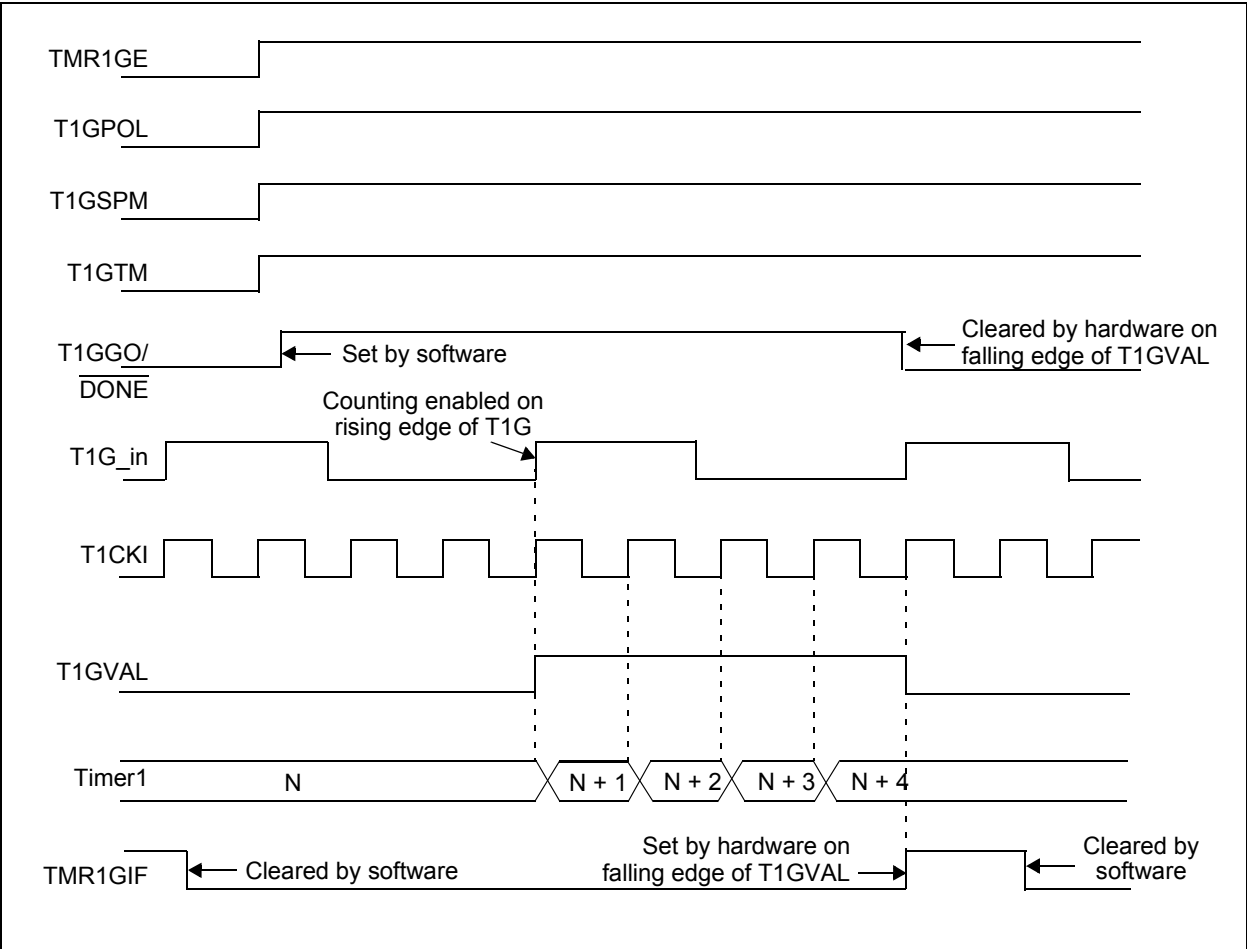 TMR1GE
T1GPOL
T1GSPM
T1GTM
T1GGO/
DONE
Set by software
Cleared by hardware on
falling edge of T1GVAL
Counting enabled on
rising edge of T1G
T1G_in
T1CKI
T1GVAL
Timer1
N
N + 1
N + 2
N + 3
N + 4
TMR1GIF
Cleared by software
Set by hardware on
falling edge of T1GVAL
Cleared by
software